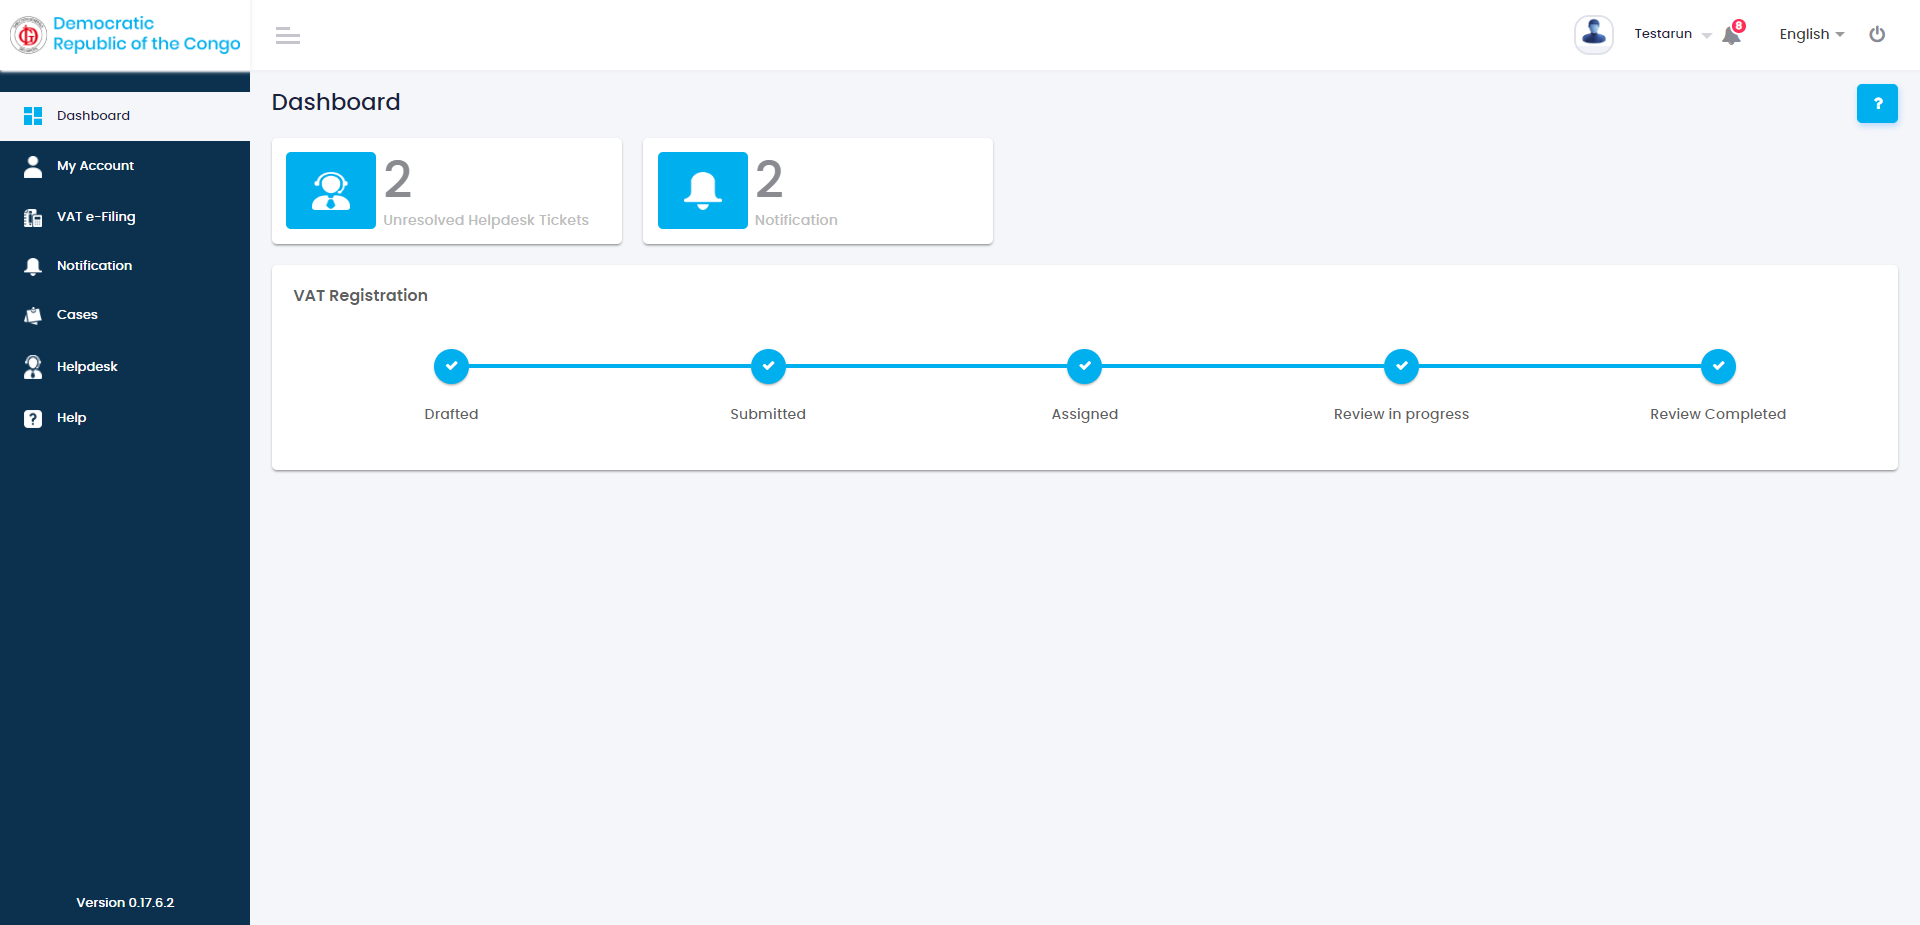 Democratic
Republic of the Congo
Testarun
8
English
Dashboard
My Account
VAT e-Filing
Notification
Cases
Helpdesk
Help
Version 0.17.6.2
Dashboard
?
2
Unresolved Helpdesk Tickets
2
Notification
VAT Registration
Drafted
Submitted
Assigned
Review in progress
Review Completed